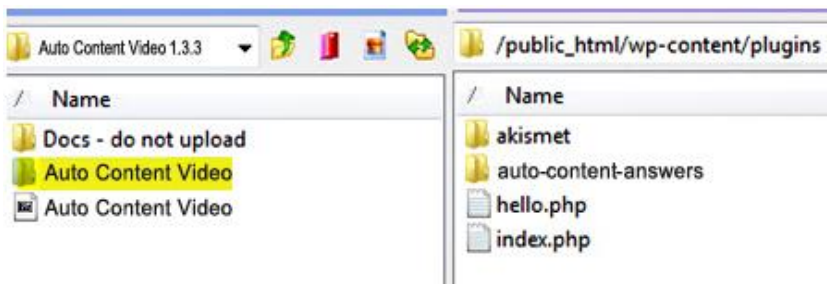 Auto Content Video 1.3.3
/ Name
Docs - do not upload
Auto Content Video
Auto Content Video
/public_html/wp-content/plugins
/ Name
akismet
auto-content-answers
hello.php
index.php